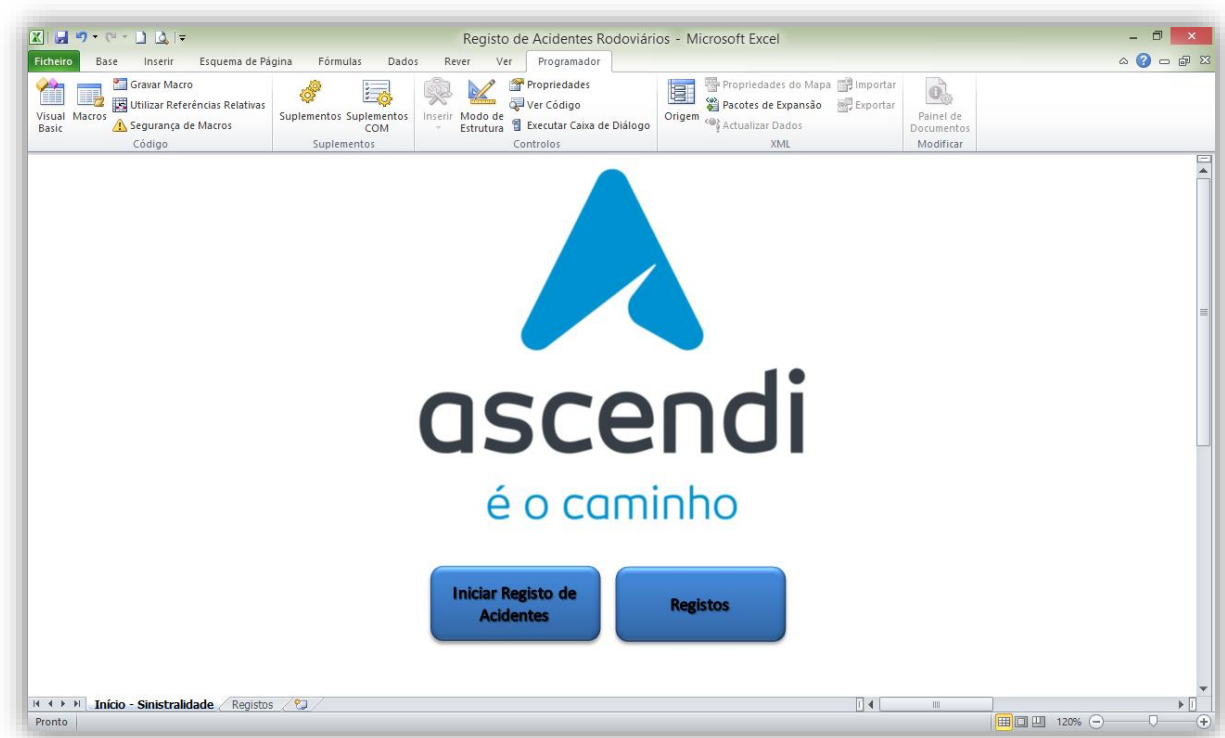 Registo de Acidentes Rodoviários - Microsoft Excel
Ficheiro Base Inserir Esquema de Página Fórmulas Dados Rever Ver Programador
Visual Basic
Macros
Gravar Macro
Utilizar Referências Relativas
Segurança de Macros
Código
Suplementos
Suplementos COM
Suplementos
Inserir
Modo de Estrutura
Propriedades
Ver Código
Executar Caixa de Diálogo
Controlos
Origem
Propriedades do Mapa
Pacotes de Expansão
Actualizar Dados
Importar
Exportar
XML
Painel de Documentos
Modificar
ascendi
é o caminho
Iniciar Registo de
Acidentes
Registos
Início - Sinistralidade Registos
Pronto 120%